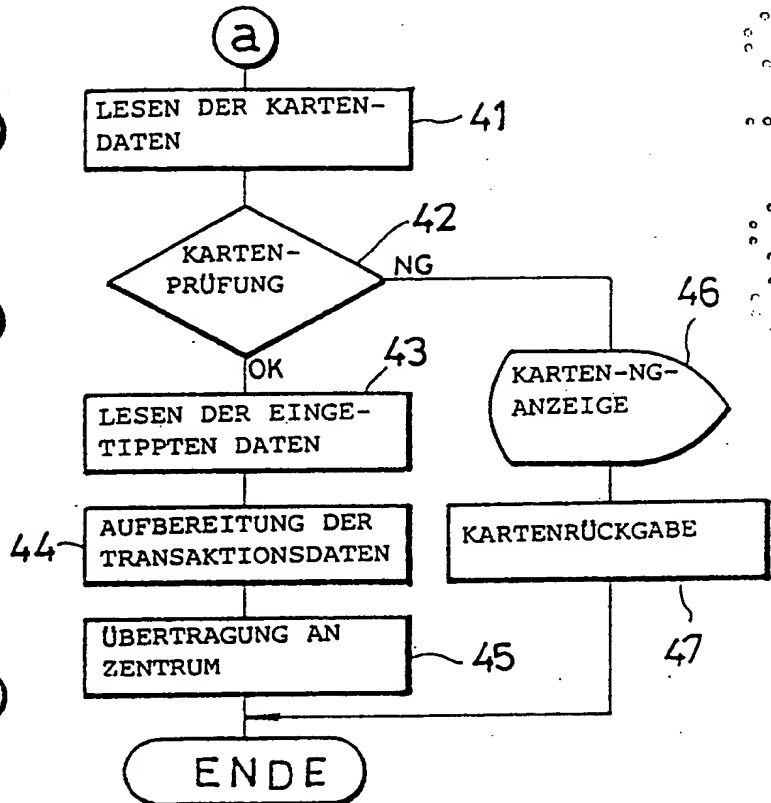 a
LESEN DER KARTEN-
DATEN
41
42
KARTEN-
PRÜFUNG
NG
OK
43
LESEN DER EINGE-
TIPPTEN DATEN
44
AUFBEREITUNG DER
TRANSAKTIONSDATEN
ÜBERTRAGUNG AN
ZENTRUM
45
46
KARTEN-NG-
ANZEIGE
KARTENRÜCKGABE
47
ENDE